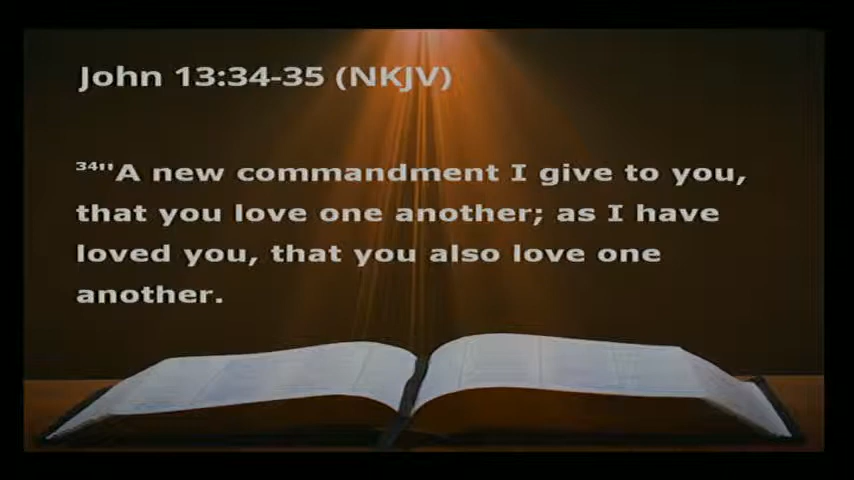 John 13:34-35 (NKJV)
³⁴"A new commandment I give to you,
that you love one another; as I have
loved you, that you also love one
another.